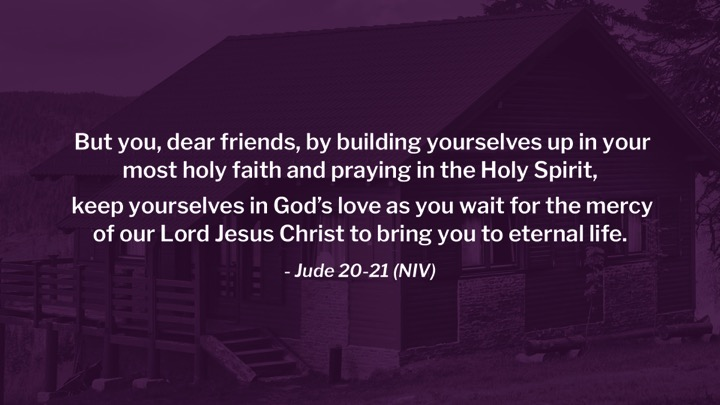 But you, dear friends, by building yourselves up in your
most holy faith and praying in the Holy Spirit,
keep yourselves in God’s love as you wait for the mercy
of our Lord Jesus Christ to bring you to eternal life.
- Jude 20-21 (NIV)